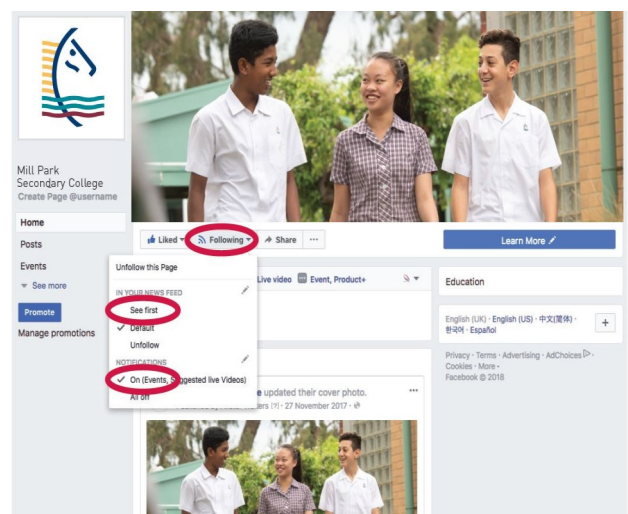 Mill Park
Secondary College
Create Page @username
Home
Posts
Events
See more
Promote
Manage promotions
Liked Following Share ...
Learn More
Unfollow this Page
IN YOUR NEWS FEED
See first
Default
Unfollow
NOTIFICATIONS
On (Events, Suggested live Videos)
All off
Live video Event, Product+
updated their cover photo.
27 November 2017
Education
English (UK) · English (US) · 中文(简体) ·
한국어 · Español
+
Privacy · Terms · Advertising · AdChoices ·
Cookies · More
Facebook © 2018